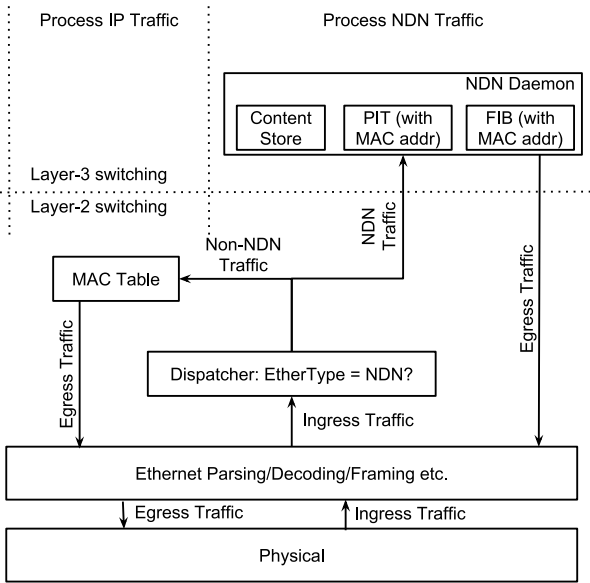 Process IP Traffic
Process NDN Traffic
NDN Daemon
Content
Store
PIT (with
MAC addr)
FIB (with
MAC addr)
Layer-3 switching
Layer-2 switching
NDN
Traffic
Non-NDN
Traffic
Egress Traffic
MAC Table
Egress Traffic
Dispatcher: EtherType = NDN?
Ingress Traffic
Ethernet Parsing/Decoding/Framing etc.
Egress Traffic
Ingress Traffic
Physical